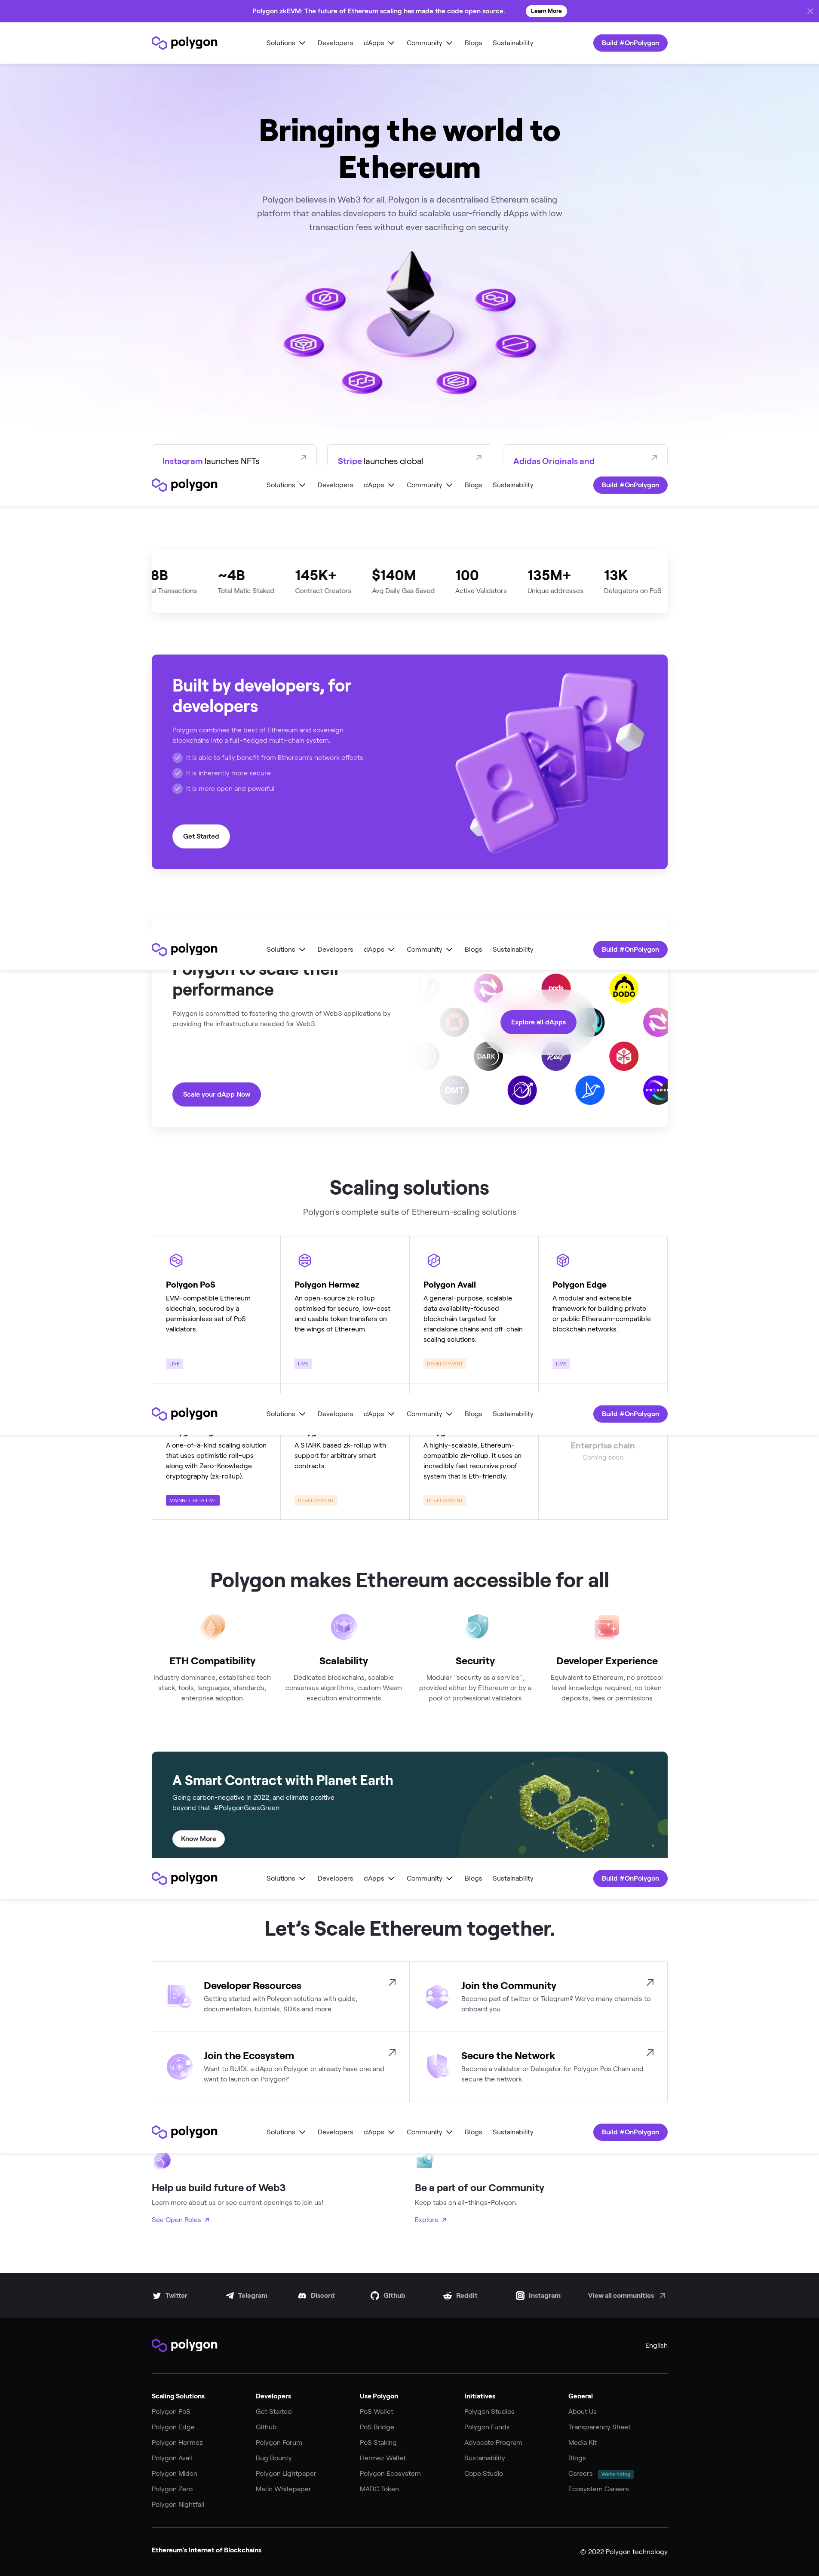 Polygon zkEVM: The future of Ethereum scaling has made the code open source.
Learn More
polygon
Solutions
Developers
dApps
Community
Blogs
Sustainability
Build #OnPolygon
Bringing the world to
Ethereum
Polygon believes in Web3 for all. Polygon is a decentralised Ethereum scaling
platform that enables developers to build scalable user-friendly dApps with low
transaction fees without ever sacrificing on security.
Instagram launches NFTs
Stripe launches global
Adidas Originals and
polygon
Solutions
Developers
dApps
Community
Blogs
Sustainability
Build #OnPolygon
8B
al Transactions
~4B
Total Matic Staked
145K+
Contract Creators
$140M
Avg Daily Gas Saved
100
Active Validators
135M+
Unique addresses
13K
Delegators on PoS
Built by developers, for
developers
Polygon combines the best of Ethereum and sovereign
blockchains into a full-fledged multi-chain system.
It is able to fully benefit from Ethereum's network effects
It is inherently more secure
It is more open and powerful
Get Started
polygon
Solutions
Developers
dApps
Community
Blogs
Sustainability
Build #OnPolygon
Polygon to scale their
performance
Polygon is committed to fostering the growth of Web3 applications by
providing the infrastructure needed for Web3.
Scale your dApp Now
pods
DODO
Explore all dApps
DARK
Reef
DMT
Scaling solutions
Polygon's complete suite of Ethereum-scaling solutions
Polygon PoS
EVM-compatible Ethereum
sidechain, secured by a
permissionless set of PoS
validators.
LIVE
Polygon Hermez
An open-source zk-rollup
optimised for secure, low-cost
and usable token transfers on
the wings of Ethereum.
LIVE
Polygon Avail
A general-purpose, scalable
data availability-focused
blockchain targeted for
standalone chains and off-chain
scaling solutions.
DEVELOPMENT
Polygon Edge
A modular and extensible
framework for building private
or public Ethereum-compatible
blockchain networks.
LIVE
polygon
Solutions
Developers
dApps
Community
Blogs
Sustainability
Build #OnPolygon
A one-of-a-kind scaling solution
that uses optimistic roll-ups
along with Zero-Knowledge
cryptography (zk-rollup).
MAINNET BETA LIVE
A STARK based zk-rollup with
support for arbitrary smart
contracts.
DEVELOPMENT
A highly-scalable, Ethereum-
compatible zk-rollup. It uses an
incredibly fast recursive proof
system that is Eth-friendly.
DEVELOPMENT
Enterprise chain
Coming soon
Polygon makes Ethereum accessible for all
ETH Compatibility
Industry dominance, established tech
stack, tools, languages, standards,
enterprise adoption
Scalability
Dedicated blockchains, scalable
consensus algorithms, custom Wasm
execution environments
Security
Modular "security as a service",
provided either by Ethereum or by a
pool of professional validators
Developer Experience
Equivalent to Ethereum, no protocol
level knowledge required, no token
deposits, fees or permissions
A Smart Contract with Planet Earth
Going carbon-negative in 2022, and climate positive
beyond that. #PolygonGoesGreen
Know More
polygon
Solutions
Developers
dApps
Community
Blogs
Sustainability
Build #OnPolygon
Let's Scale Ethereum together.
Developer Resources
Getting started with Polygon solutions with guide,
documentation, tutorials, SDKs and more.
Join the Community
Become part of twitter or Telegram? We've many channels to
onboard you.
Join the Ecosystem
Want to BUIDL a dApp on Polygon or already have one and
want to launch on Polygon?
Secure the Network
Become a validator or Delegator for Polygon Pos Chain and
secure the network
polygon
Solutions
Developers
dApps
Community
Blogs
Sustainability
Build #OnPolygon
Help us build future of Web3
Learn more about us or see current openings to join us!
See Open Roles
Be a part of our Community
Keep tabs on all-things-Polygon.
Explore
Twitter
Telegram
Discord
Github
Reddit
Instagram
View all communities
polygon
English
Scaling Solutions
Polygon PoS
Polygon Edge
Polygon Hermez
Polygon Avail
Polygon Miden
Polygon Zero
Polygon Nightfall
Developers
Get Started
Github
Polygon Forum
Bug Bounty
Polygon Lightpaper
Matic Whitepaper
Use Polygon
PoS Wallet
PoS Bridge
PoS Staking
Hermez Wallet
Polygon Ecosystem
MATIC Token
Initiatives
Polygon Studios
Polygon Funds
Advocate Program
Sustainability
Cope.Studio
General
About Us
Transparency Sheet
Media Kit
Blogs
Careers
We're hiring
Ecosystem Careers
Ethereum's Internet of Blockchains
© 2022 Polygon technology